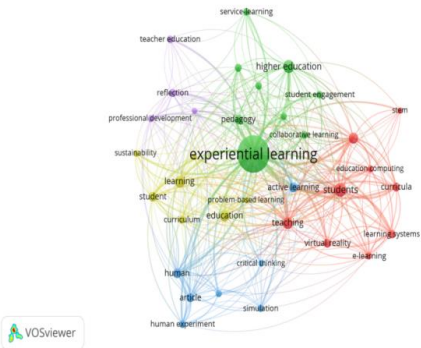 service learning
teacher education
higher education
reflection
student engagement
stem
professional development
pedagogy
collaborative learning
sustainability
experiential learning
education computing
learning
active learning
students
curricula
student
problem based learning
curriculum
education
teaching
learning systems
virtual reality
e-learning
critical thinking
human
article
simulation
human experiment
VOSviewer